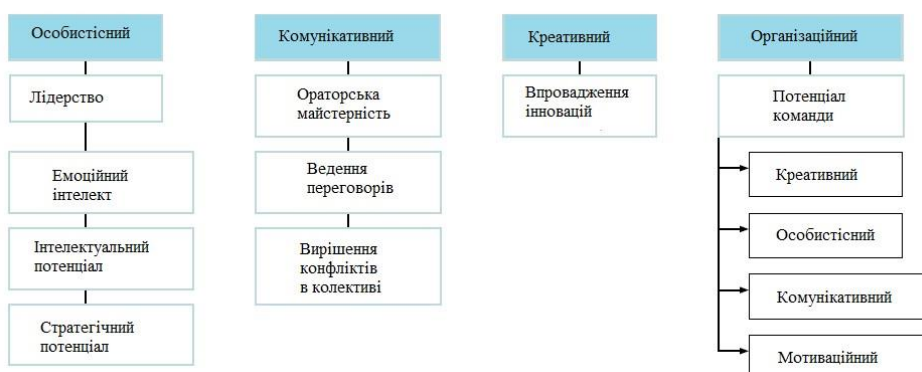 Особистісний
Лідерство
Емоційний
інтелект
Інтелектуальний
потенціал
Стратегічний
потенціал
Комунікативний
Ораторська
майстерність
Ведення
переговорів
Вирішення
конфліктів
в колективі
Креативний
Впровадження
інновацій
Організаційний
Потенціал
команди
Креативний
Особистісний
Комунікативний
Мотиваційний